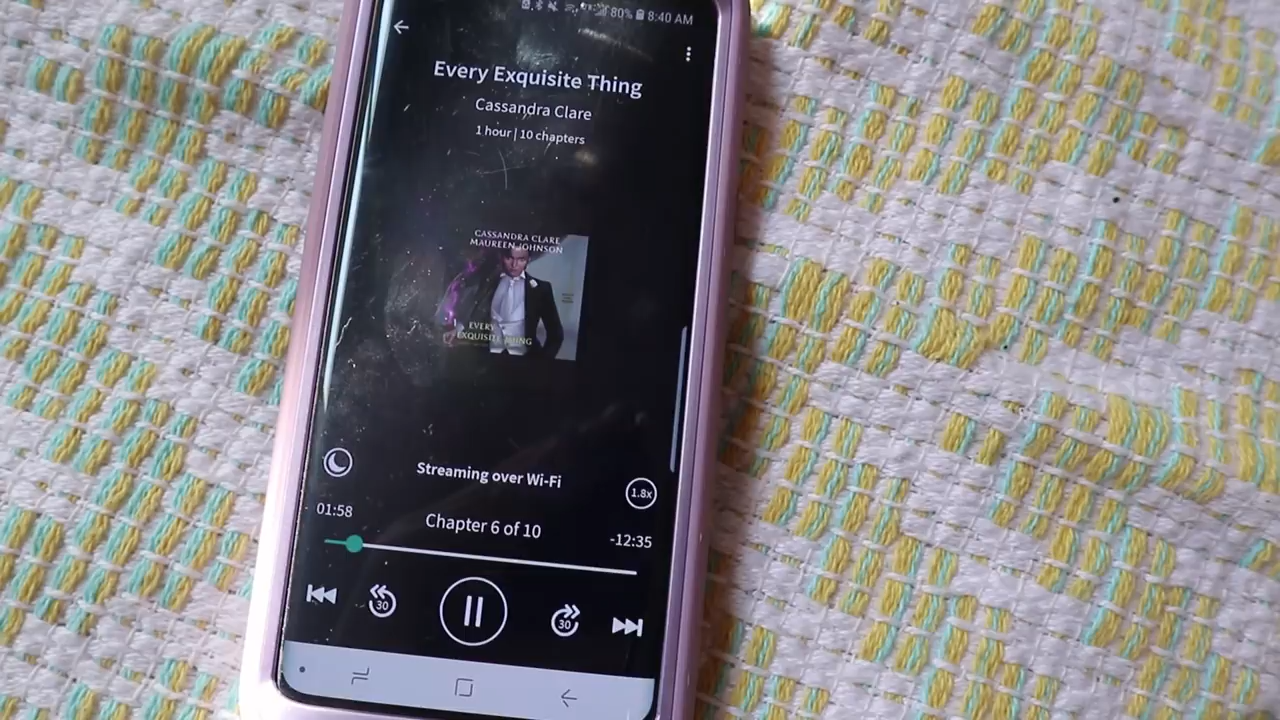 80% 8:40 AM
Every Exquisite Thing
Cassandra Clare
1 hour | 10 chapters
CASSANDRA CLARE
MAUREEN JOHNSON
EVERY
EXQUISITE THING
Streaming over Wi-Fi
1.8x
01:58
Chapter 6 of 10
-12:35
30
30